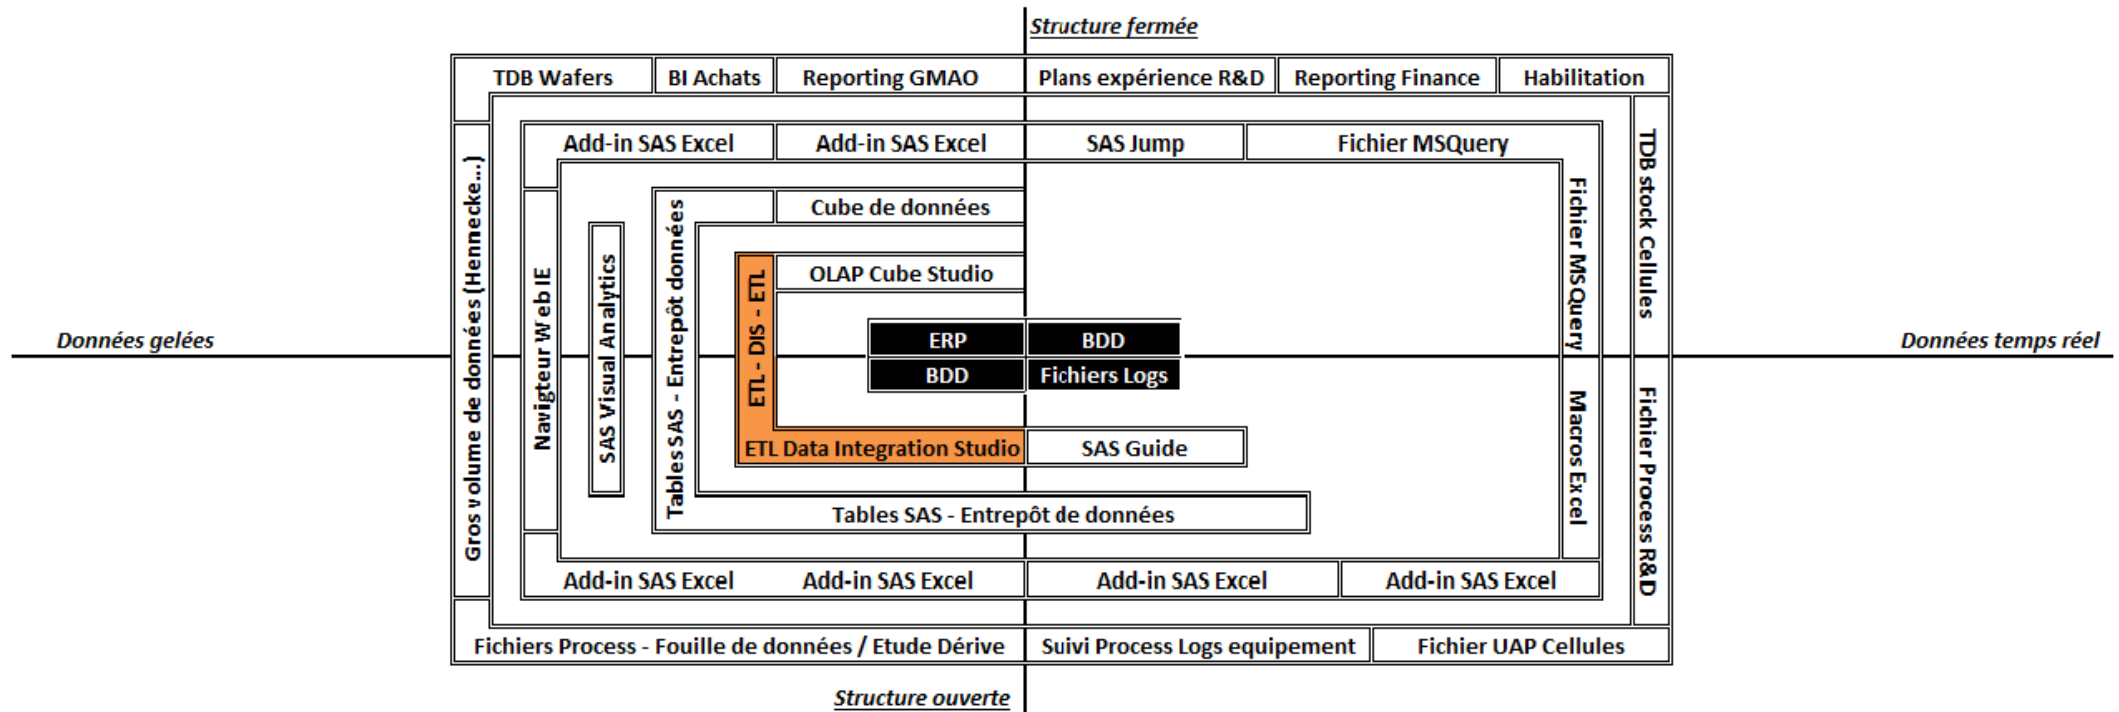 Structure fermée
TDB Wafers
BI Achats
Reporting GMAO
Plans expérience R&D
Reporting Finance
Habilitation
Add-in SAS Excel
Add-in SAS Excel
SAS Jump
Fichier MSQuery
Gros volume de données (Hennecke...)
Navigteur Web IE
SAS Visual Analytics
Tables SAS - Entrepôt données
Cube de données
ETL - DIS - ETL
OLAP Cube Studio
Fichier MSQuery
TDB stock Cellules
Données gelées
ERP
BDD
Données temps réel
BDD
Fichiers Logs
ETL Data Integration Studio
SAS Guide
Macros Excel
Fichier Process R&D
Tables SAS - Entrepôt de données
Add-in SAS Excel
Add-in SAS Excel
Add-in SAS Excel
Add-in SAS Excel
Fichiers Process - Fouille de données / Etude Dérive
Suivi Process Logs equipement
Fichier UAP Cellules
Structure ouverte